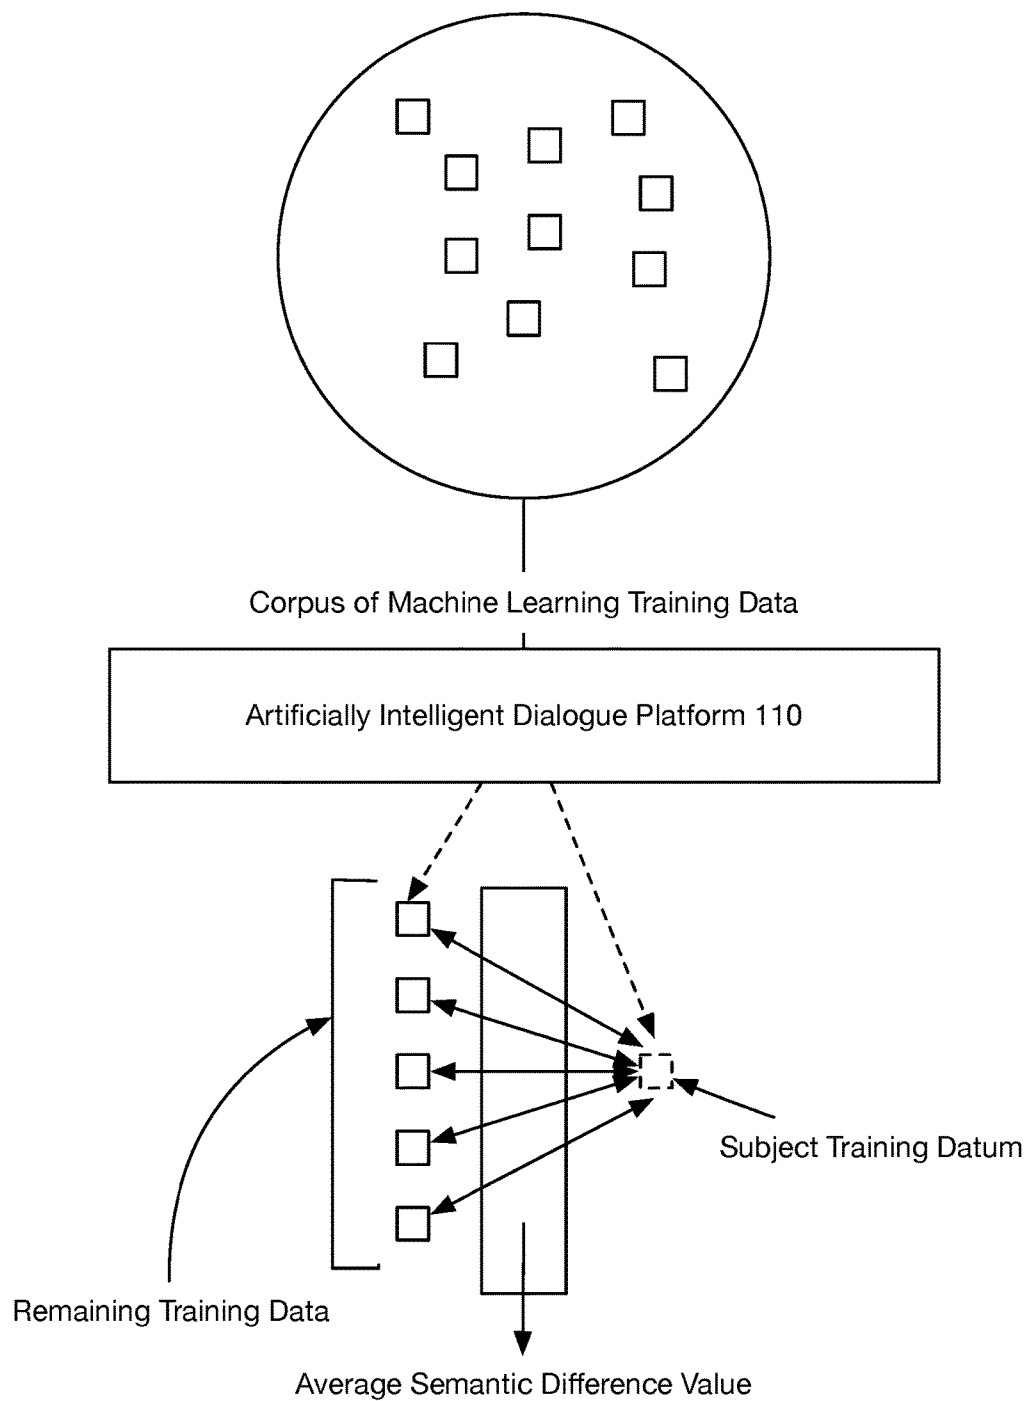 Corpus of Machine Learning Training Data
Artificially Intelligent Dialogue Platform 110
Subject Training Datum
Remaining Training Data
Average Semantic Difference Value